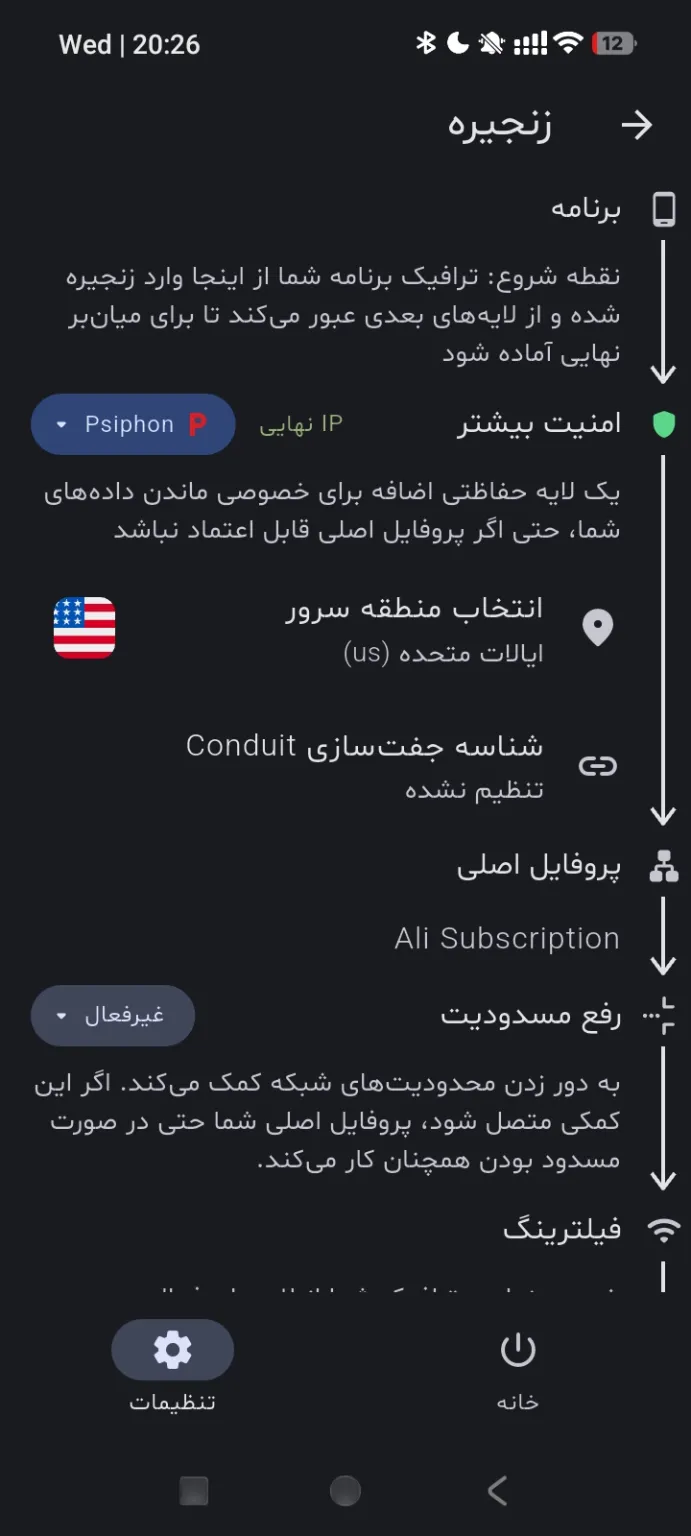 Wed | 20:26
12
زنجیره
برنامه
نقطه شروع: ترافیک برنامه شما از اینجا وارد زنجیره
شده و از لایه‌های بعدی عبور می‌کند تا برای میان‌بر
نهایی آماده شود
امنیت بیشتر
IP نهایی
Psiphon
یک لایه حفاظتی اضافه برای خصوصی ماندن داده‌های
شما، حتی اگر پروفایل اصلی قابل اعتماد نباشد
انتخاب منطقه سرور
ایالات متحده (us)
شناسه جفت‌سازی Conduit
تنظیم نشده
پروفایل اصلی
Ali Subscription
رفع مسدودیت
غیرفعال
به دور زدن محدودیت‌های شبکه کمک می‌کند. اگر این
کمکی متصل شود، پروفایل اصلی شما حتی در صورت
مسدود بودن همچنان کار می‌کند.
فیلترینگ
خانه
تنظیمات